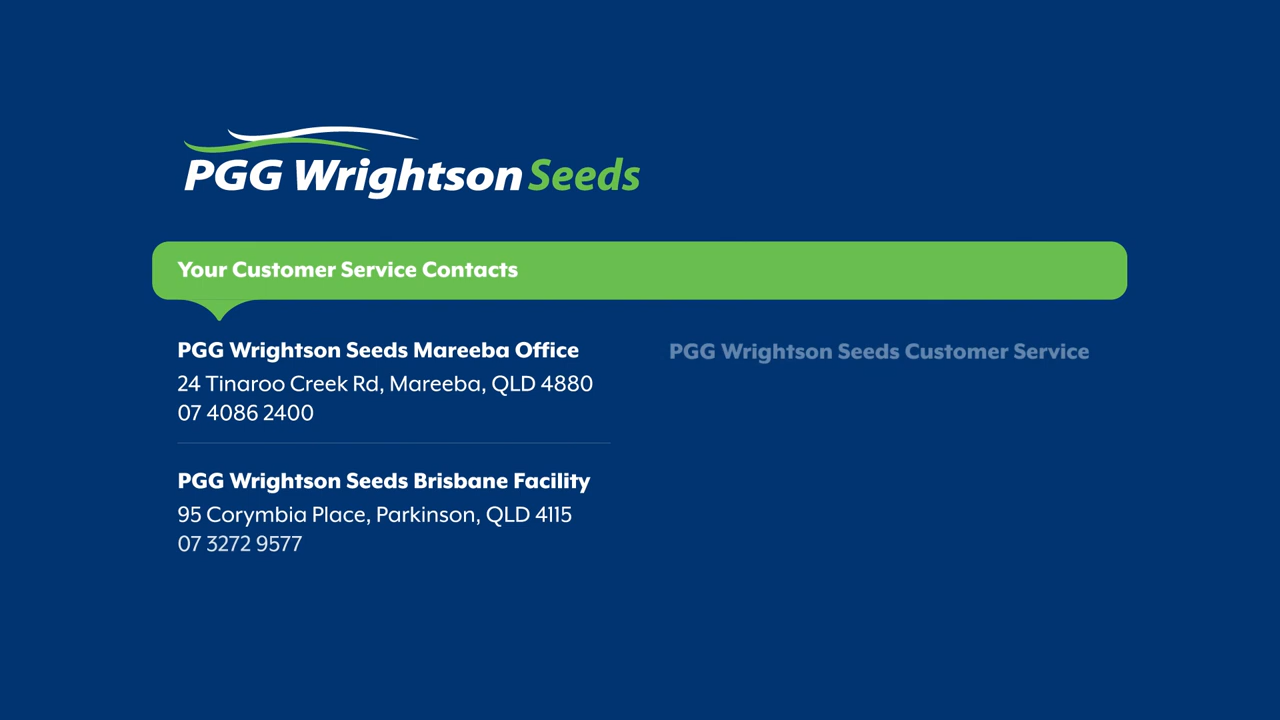 PGG Wrightson Seeds
Your Customer Service Contacts
PGG Wrightson Seeds Mareeba Office
24 Tinaroo Creek Rd, Mareeba, QLD 4880
07 4086 2400
PGG Wrightson Seeds Brisbane Facility
95 Corymbia Place, Parkinson, QLD 4115
07 3272 9577
PGG Wrightson Seeds Customer Service